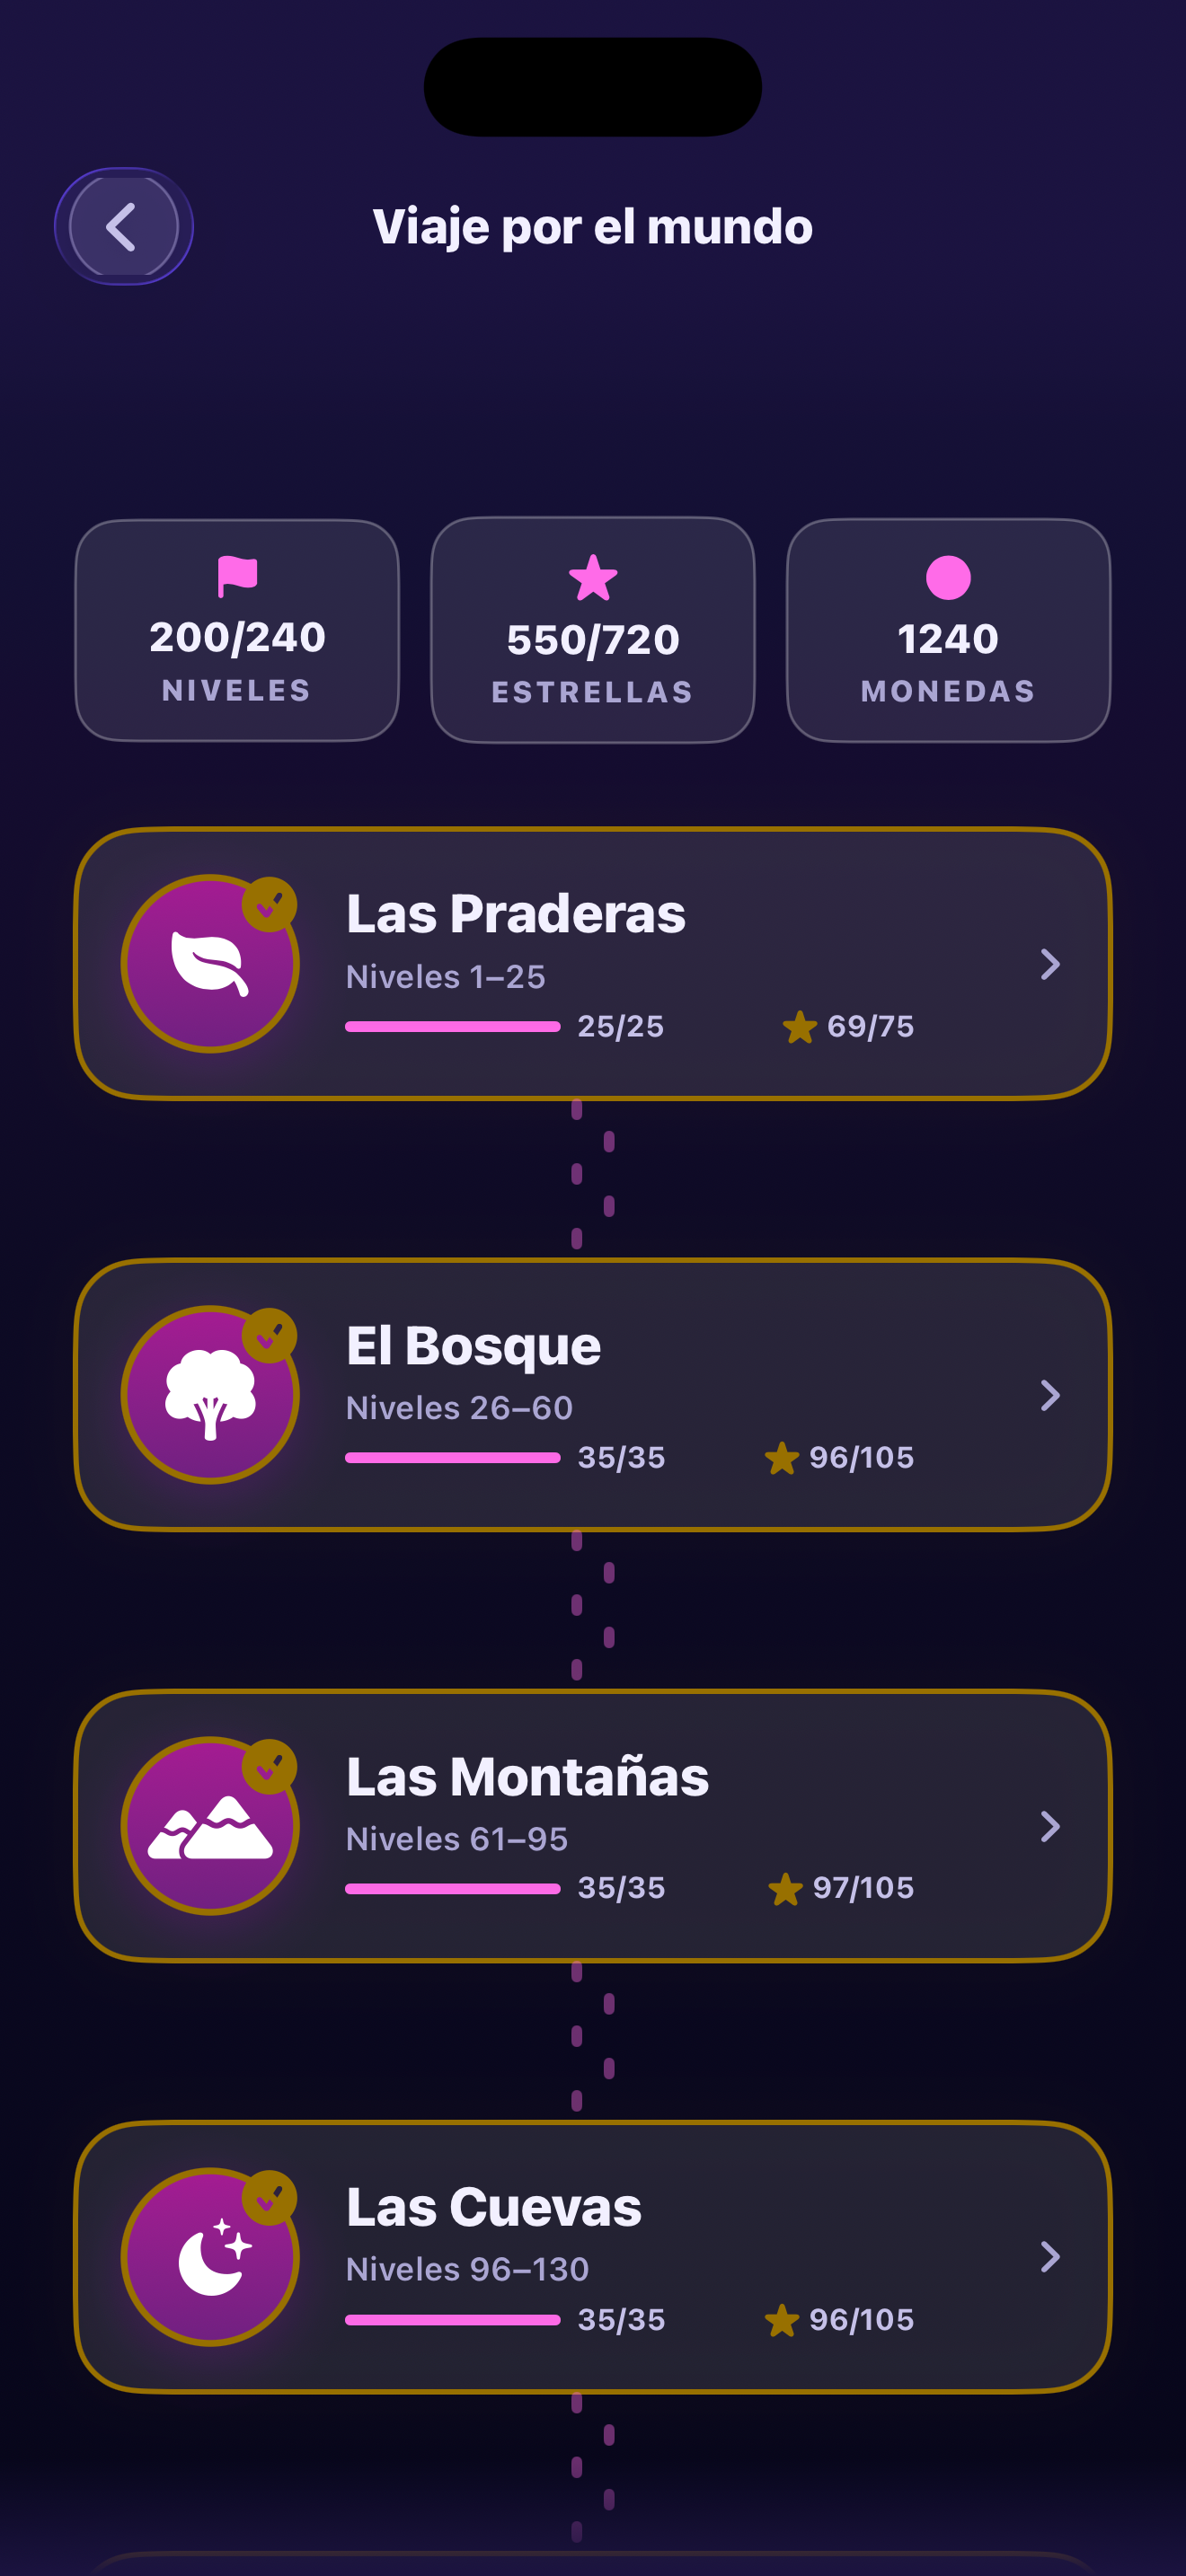 Viaje por el mundo
200/240
NIVELES
550/720
ESTRELLAS
1240
MONEDAS
Las Praderas
Niveles 1–25
25/25
69/75
El Bosque
Niveles 26–60
35/35
96/105
Las Montañas
Niveles 61–95
35/35
97/105
Las Cuevas
Niveles 96–130
35/35
96/105